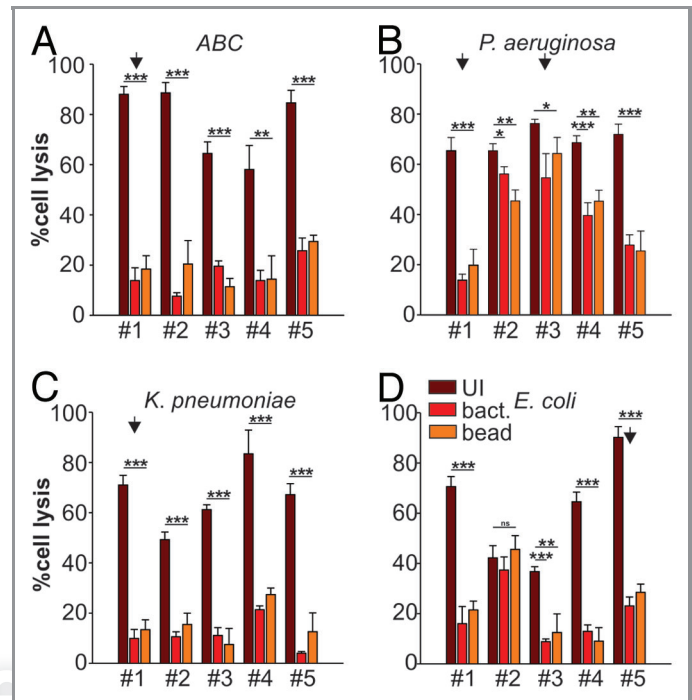 A
ABC
100
80
60
40
20
0
%cell lysis
***
***
***
**
***
#1 #2 #3 #4 #5
B
P. aeruginosa
100
80
60
40
20
0
***
**
*
*
**
***
***
#1 #2 #3 #4 #5
C
K. pneumoniae
100
80
60
40
20
0
%cell lysis
***
***
***
***
***
#1 #2 #3 #4 #5
D
UI
bact.
bead
E. coli
100
80
60
40
20
0
***
ns
**
***
***
***
#1 #2 #3 #4 #5